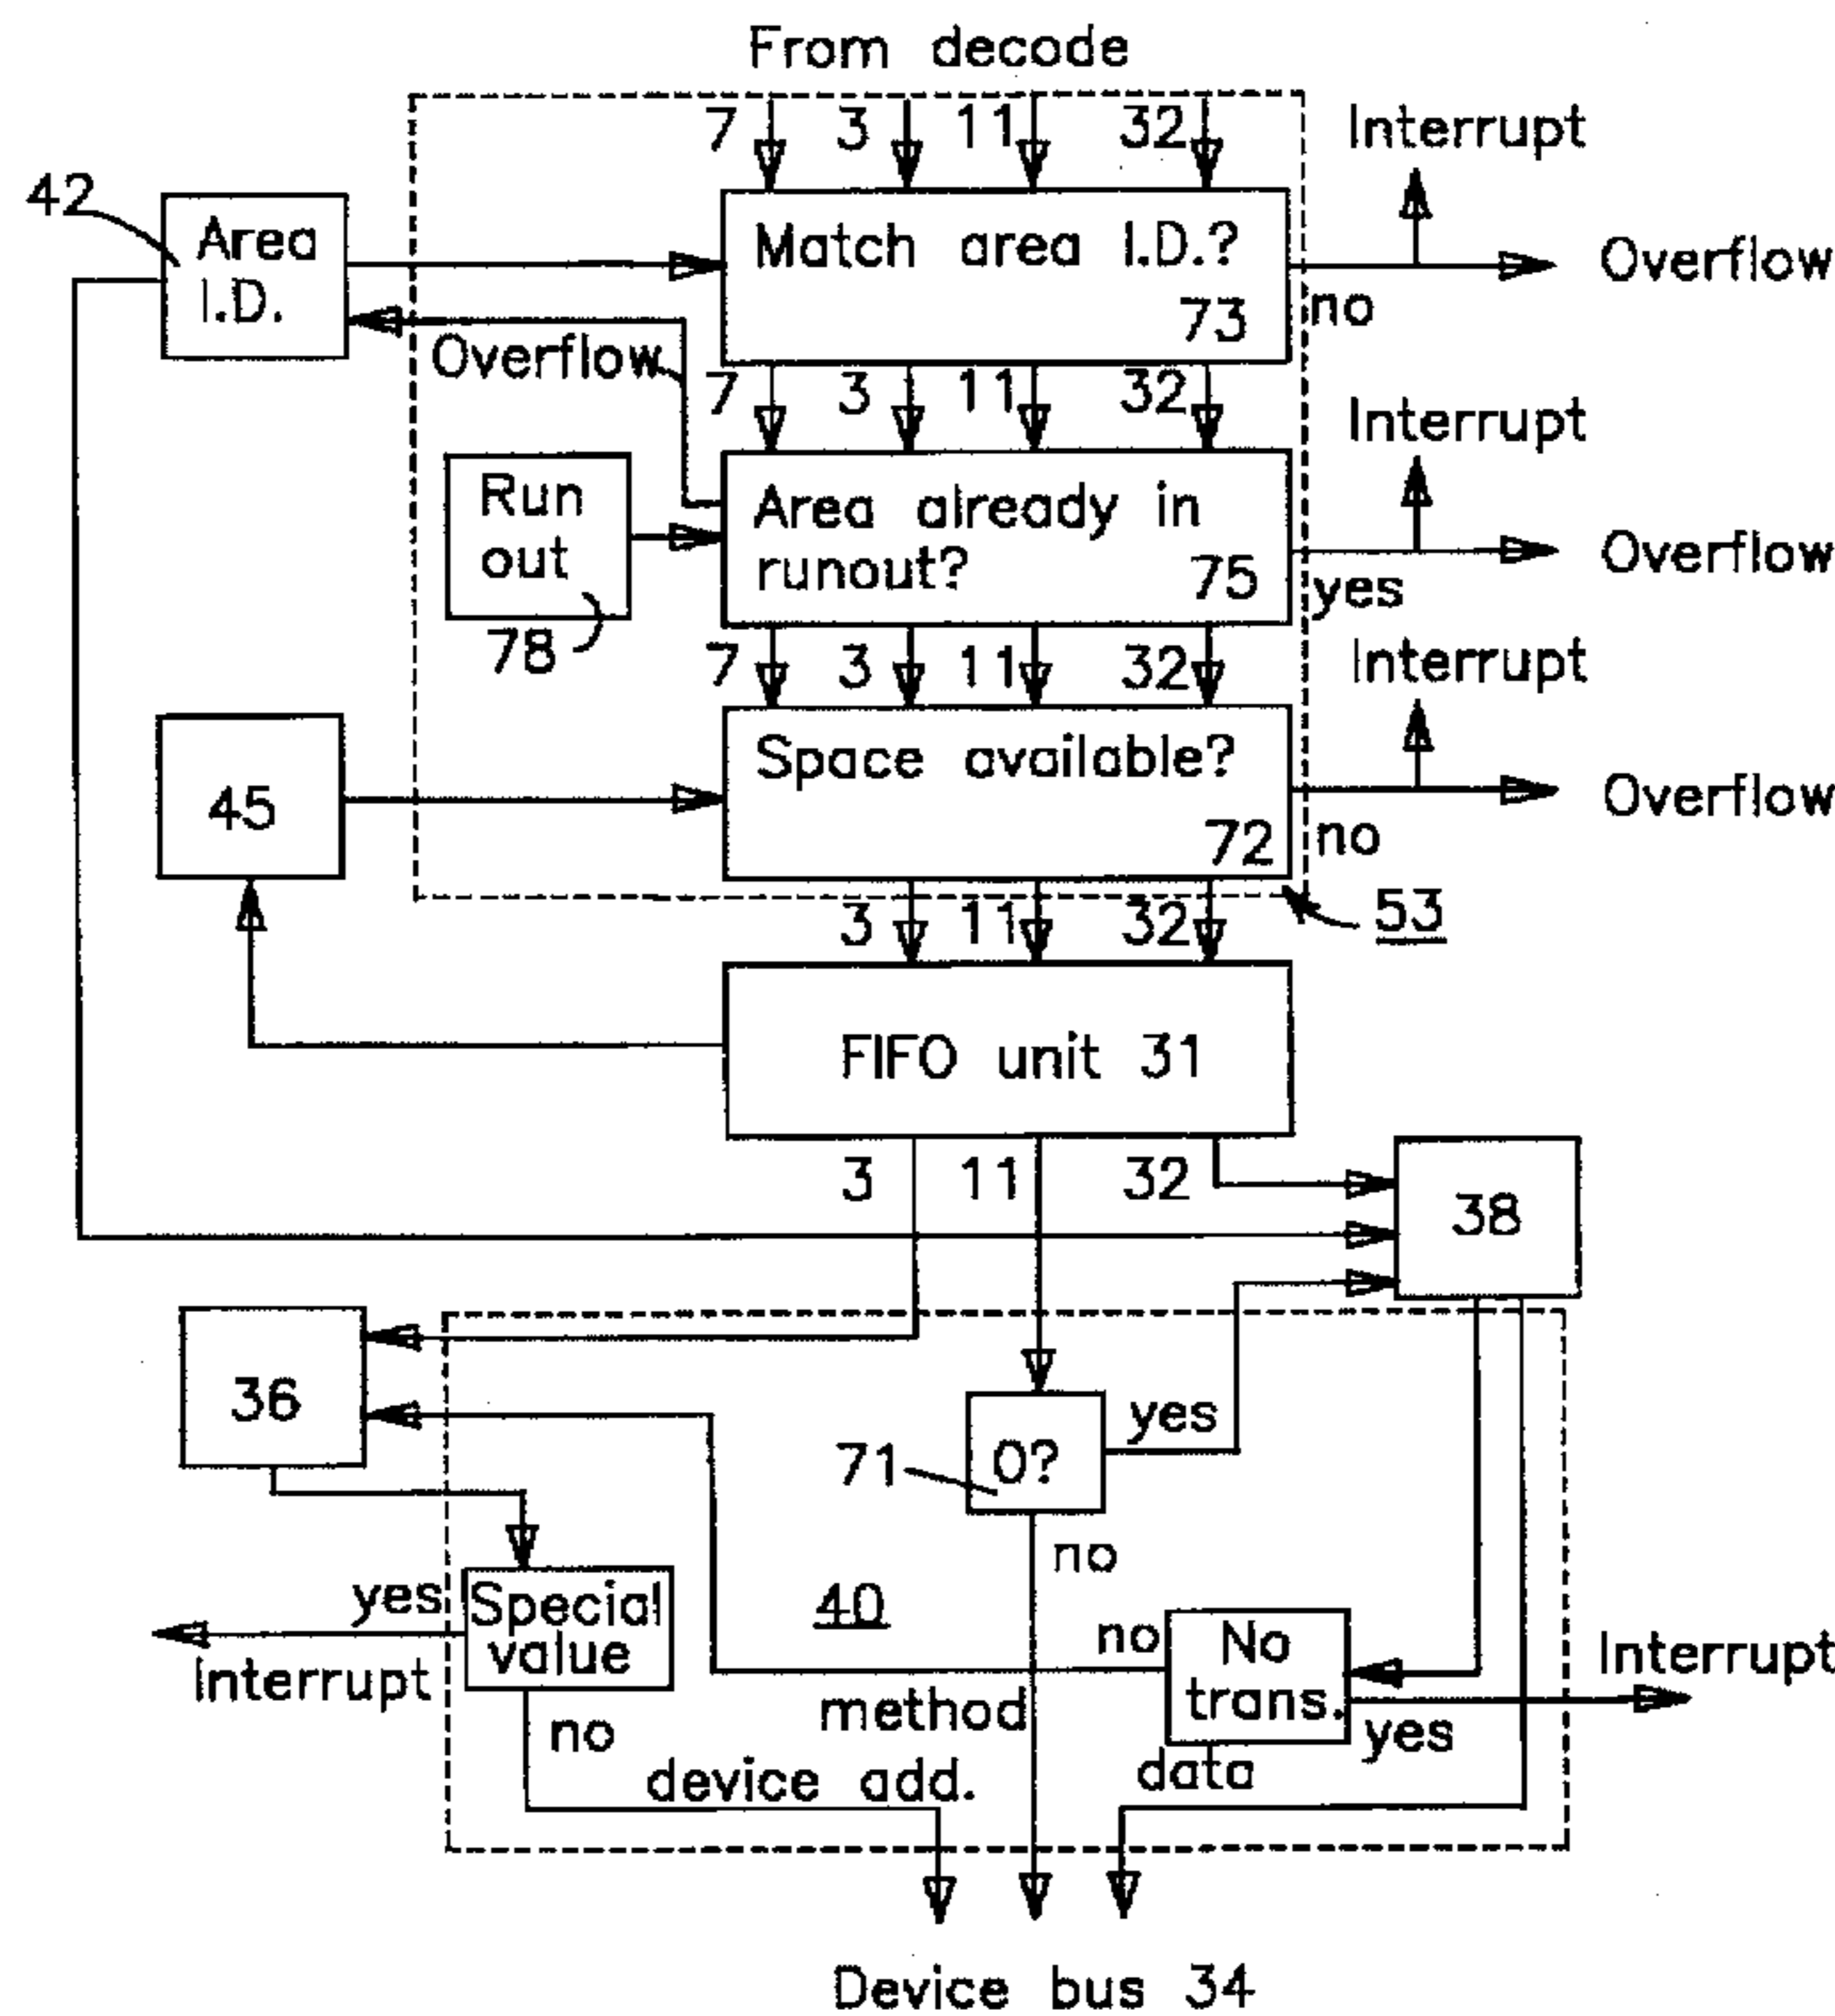 From decode
7 3 11 32
Interrupt
42
Area
I.D.
Match area I.D.?
73
Overflow
no
Overflow
7 3 11 32
Interrupt
Run
out
78
Area already in
runout?
75
Overflow
yes
7 3 11 32
Interrupt
45
Space available?
72
Overflow
no
53
3 11 32
FIFO unit 31
3 11 32
38
36
71
0?
yes
no
yes
Special
value
Interrupt
no
40
no
No
trans.
Interrupt
yes
method
device add.
data
Device bus 34